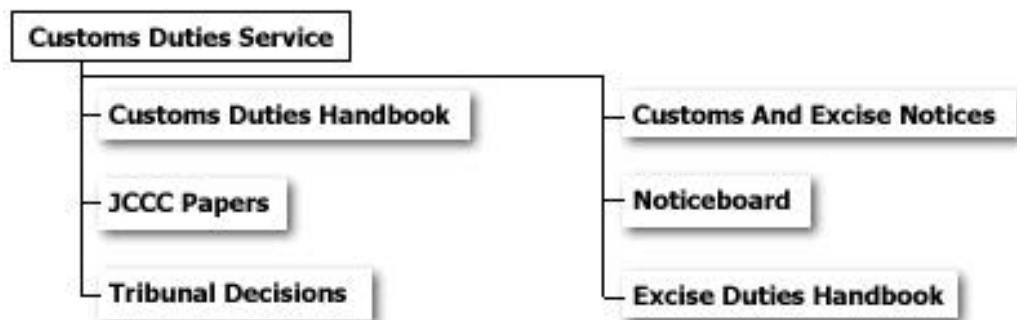 Customs Duties Service
Customs Duties Handbook
Customs And Excise Notices
JCCC Papers
Noticeboard
Tribunal Decisions
Excise Duties Handbook